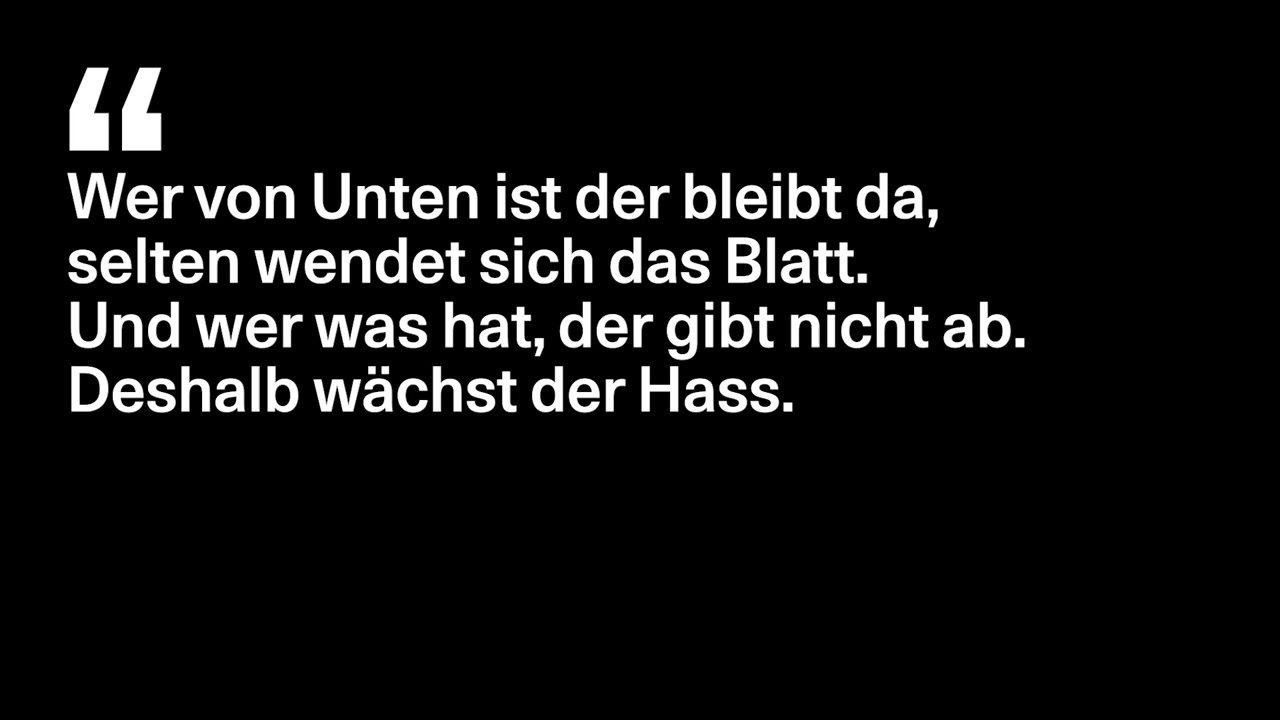 “
Wer von Unten ist der bleibt da,
selten wendet sich das Blatt.
Und wer was hat, der gibt nicht ab.
Deshalb wächst der Hass.